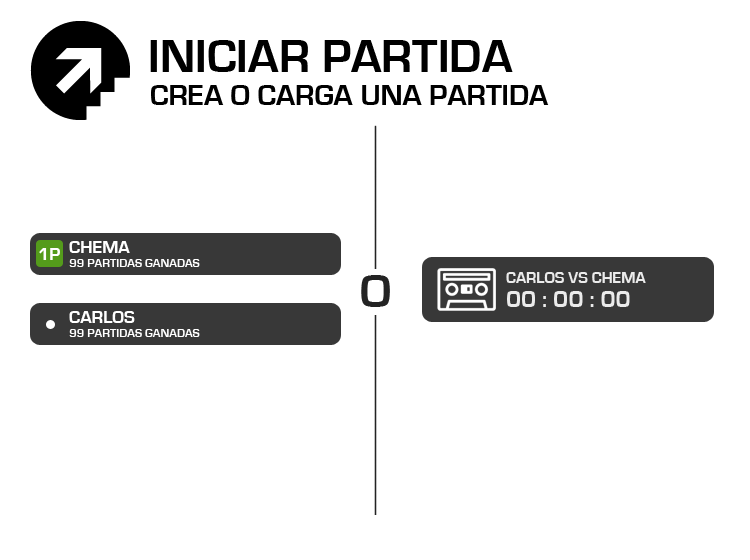 INICIAR PARTIDA
CREA O CARGA UNA PARTIDA
1P CHEMA
99 PARTIDAS GANADAS
CARLOS
99 PARTIDAS GANADAS
O
CARLOS VS CHEMA
00 : 00 : 00